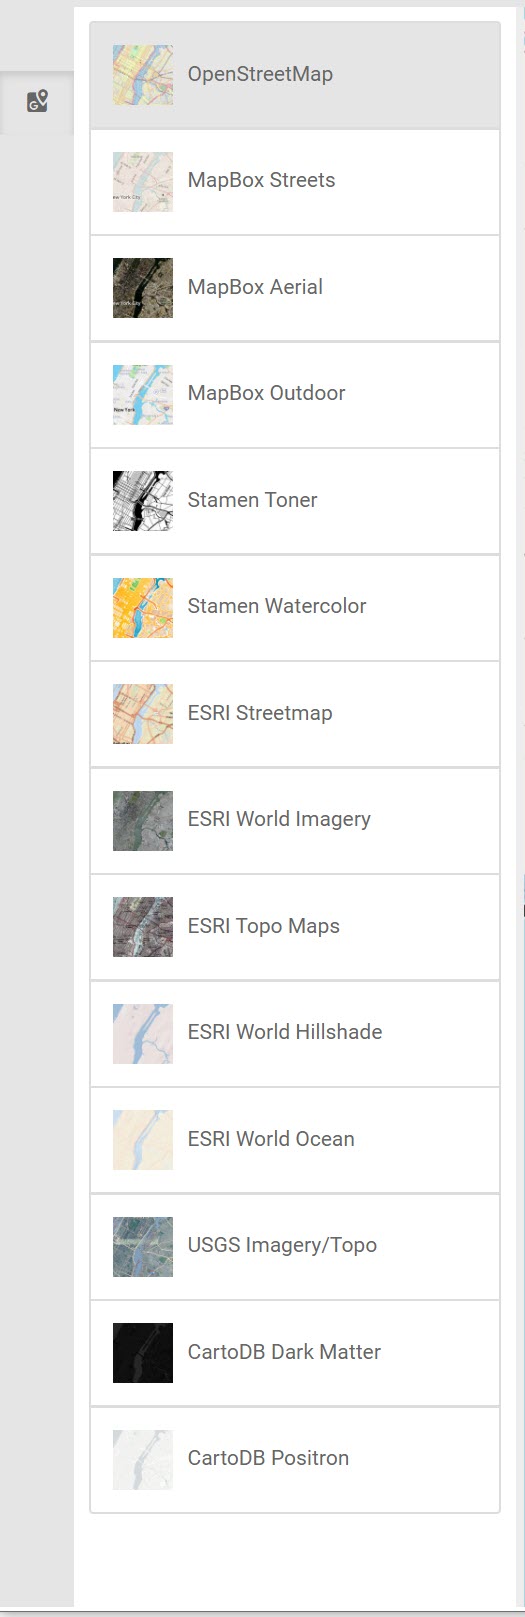 OpenStreetMap
MapBox Streets
MapBox Aerial
MapBox Outdoor
Stamen Toner
Stamen Watercolor
ESRI Streetmap
ESRI World Imagery
ESRI Topo Maps
ESRI World Hillshade
ESRI World Ocean
USGS Imagery/Topo
CartoDB Dark Matter
CartoDB Positron